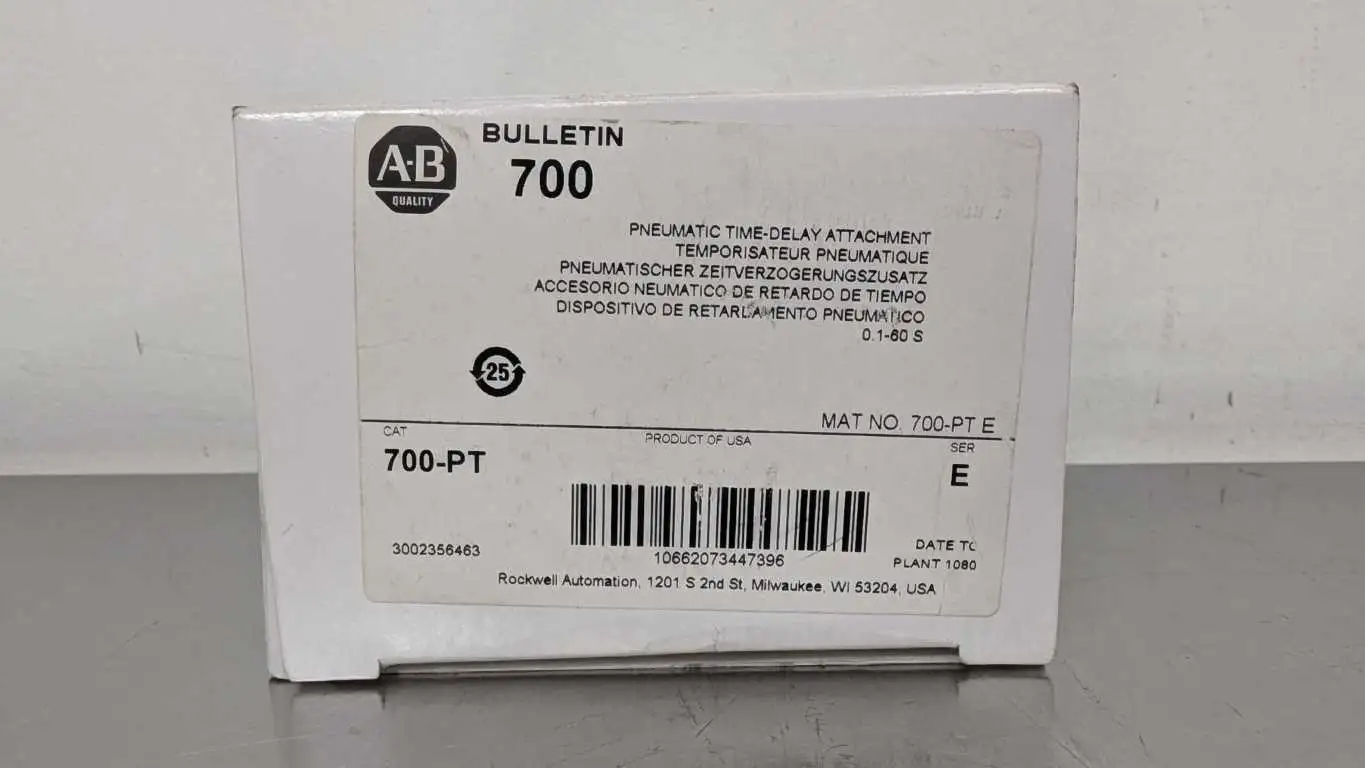 A-B
QUALITY
BULLETIN
700
PNEUMATIC TIME-DELAY ATTACHMENT
TEMPORISATEUR PNEUMATIQUE
PNEUMATISCHER ZEITVERZOGERUNGSZUSATZ
ACCESORIO NEUMATICO DE RETARDO DE TIEMPO
DISPOSITIVO DE RETARDAMENTO PNEUMATICO
0.1-60 S
25
MAT NO. 700-PT E
CAT
PRODUCT OF USA
SER
700-PT
E
3002356463
10662073447396
DATE TC
PLANT 1080
Rockwell Automation, 1201 S 2nd St, Milwaukee, WI 53204, USA